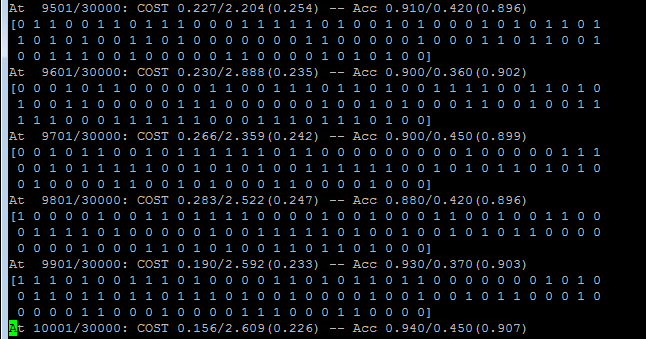 At  9501/30000: COST 0.227/2.204(0.254) -- Acc 0.910/0.420(0.896)
[0 1 1 0 0 1 1 0 1 1 1 0 0 0 1 1 1 1 0 1 0 0 1 0 1 0 0 0 1 0 1 0 1 1 0 1
 1 0 1 0 1 0 0 1 1 0 1 0 0 0 0 0 0 0 1 1 0 0 0 0 1 0 0 0 1 1 0 1 1 0 0 1
 0 0 1 1 1 0 0 1 0 0 0 0 1 1 0 0 0 0 0 1 0 1 0 1 0 0]
At  9601/30000: COST 0.230/2.888(0.235) -- Acc 0.900/0.360(0.902)
[0 0 0 1 0 0 0 0 1 1 0 1 1 0 0 1 1 0 0 0 1 1 0 1 1 0 0 1 1 1 1 0 0 1 1 0 1 0
 1 0 0 1 1 0 0 0 0 0 1 1 1 1 1 0 0 0 0 1 0 1 0 0 0 1 1 0 0 1 0 0 1 1
 1 1 1 1 0 0 0 1 1 0 1 1 0 0 0 1 1 1 0 1 1 0 1 0 0]
At  9701/30000: COST 0.266/2.359(0.242) -- Acc 0.900/0.450(0.899)
[0 0 1 0 1 1 0 0 1 0 1 1 1 1 1 1 0 1 1 0 0 0 0 0 0 0 0 1 0 0 0 0 0 1 1 1
 0 0 1 0 1 1 1 1 1 0 1 0 0 1 0 0 1 1 1 1 1 1 0 0 1 0 1 0 1 1 0 1 0 1 0
 0 1 0 1 0 0 0 1 1 0 0 0 1 0 1 1 0 0 0 0 1 0 0 0]
At  9801/30000: COST 0.283/2.522(0.247) -- Acc 0.880/0.420(0.896)
[1 0 0 0 0 1 0 0 1 1 0 1 1 1 1 0 0 0 0 1 0 0 1 0 0 0 1 1 0 0 1 0 0 1 1 0 0
 0 1 1 1 1 0 1 0 0 0 0 1 1 0 0 0 0 0 1 1 0 0 0 1 0 0 1 0 1 1 0 0 0 0
 0 0 0 0 1 0 0 0 1 1 0 1 0 1 1 0 0 1 1 0 1 1 0 1 0 0 0]
At  9901/30000: COST 0.190/2.592(0.233) -- Acc 0.930/0.370(0.903)
[1 1 1 0 1 0 0 1 1 1 0 1 0 0 0 0 1 1 0 1 0 1 1 0 1 1 0 0 0 0 0 0 1 0 1 0 0
 0 1 1 0 1 1 0 1 0 1 1 0 0 0 1 0 0 0 0 1 0 0 1 0 0 1 0 1 1 0 0 0 1 0 0
 0 0 0 0 1 0 0 0 1 0 0 0 0 1 1 1 1 0 0 0 1 1 0 0 0 0]
At 10001/30000: COST 0.156/2.609(0.226) -- Acc 0.940/0.450(0.907)